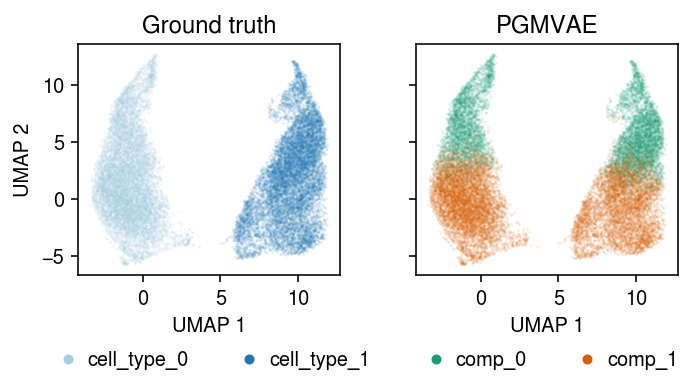 Ground truth
PGMVAE
10
5
0
−5
UMAP 2
0 5 10
UMAP 1
0 5 10
UMAP 1
cell_type_0 cell_type_1 comp_0 comp_1